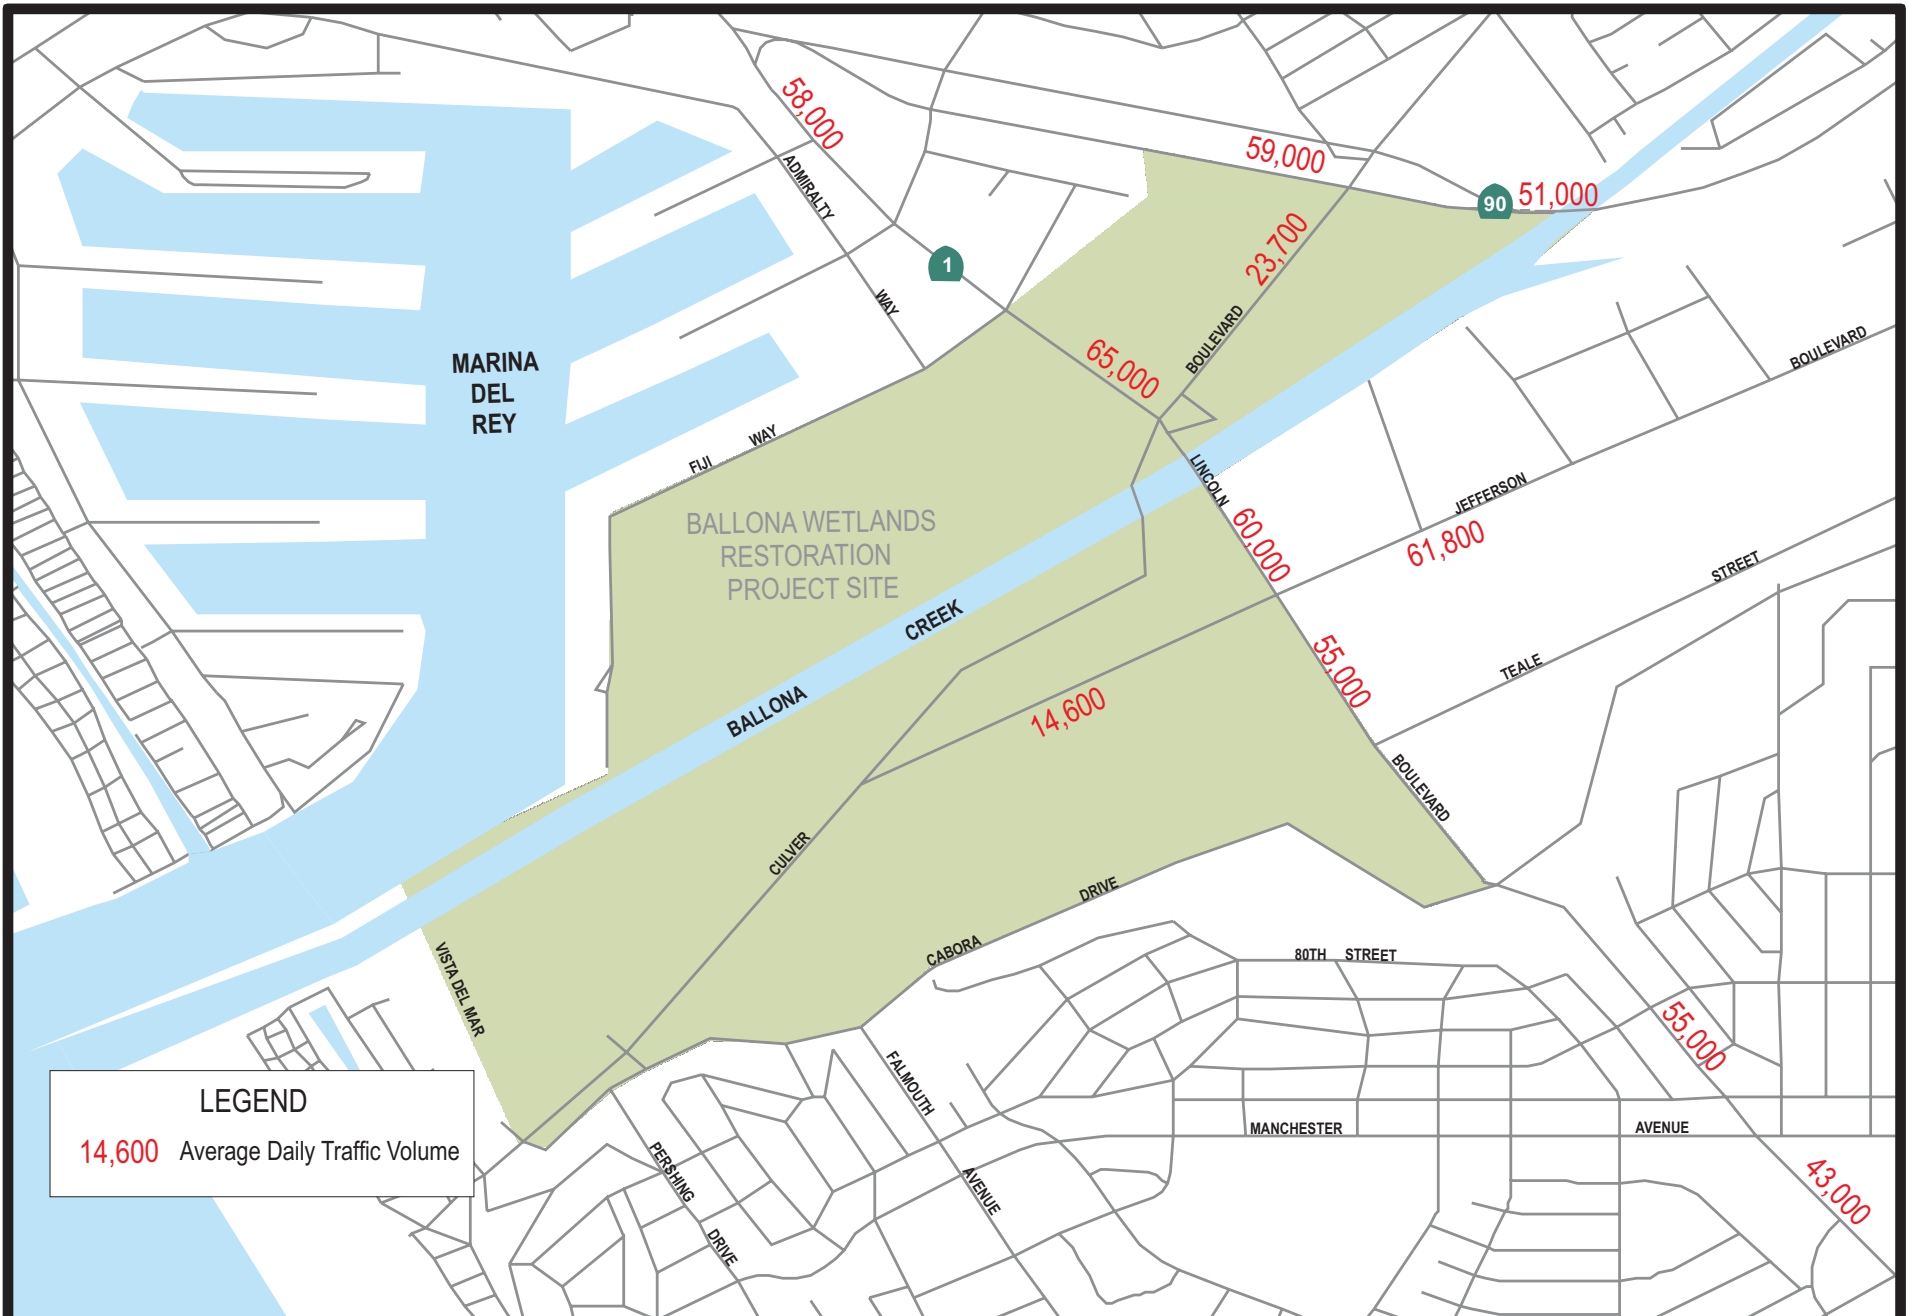 58,000
59,000
90
51,000
ADMIRALTY
WAY
1
23,700
BOULEVARD
65,000
MARINA
DEL
REY
BOULEVARD
FIJI
WAY
LINCOLN
JEFFERSON
60,000
61,800
BALLONA WETLANDS
RESTORATION
PROJECT SITE
STREET
CREEK
BALLONA
55,000
TEALE
14,600
BOULEVARD
CULVER
DRIVE
CABORA
VISTA DEL MAR
80TH STREET
55,000
FALMOUTH
AVENUE
MANCHESTER
AVENUE
PERSHING
DRIVE
43,000
LEGEND
14,600 Average Daily Traffic Volume